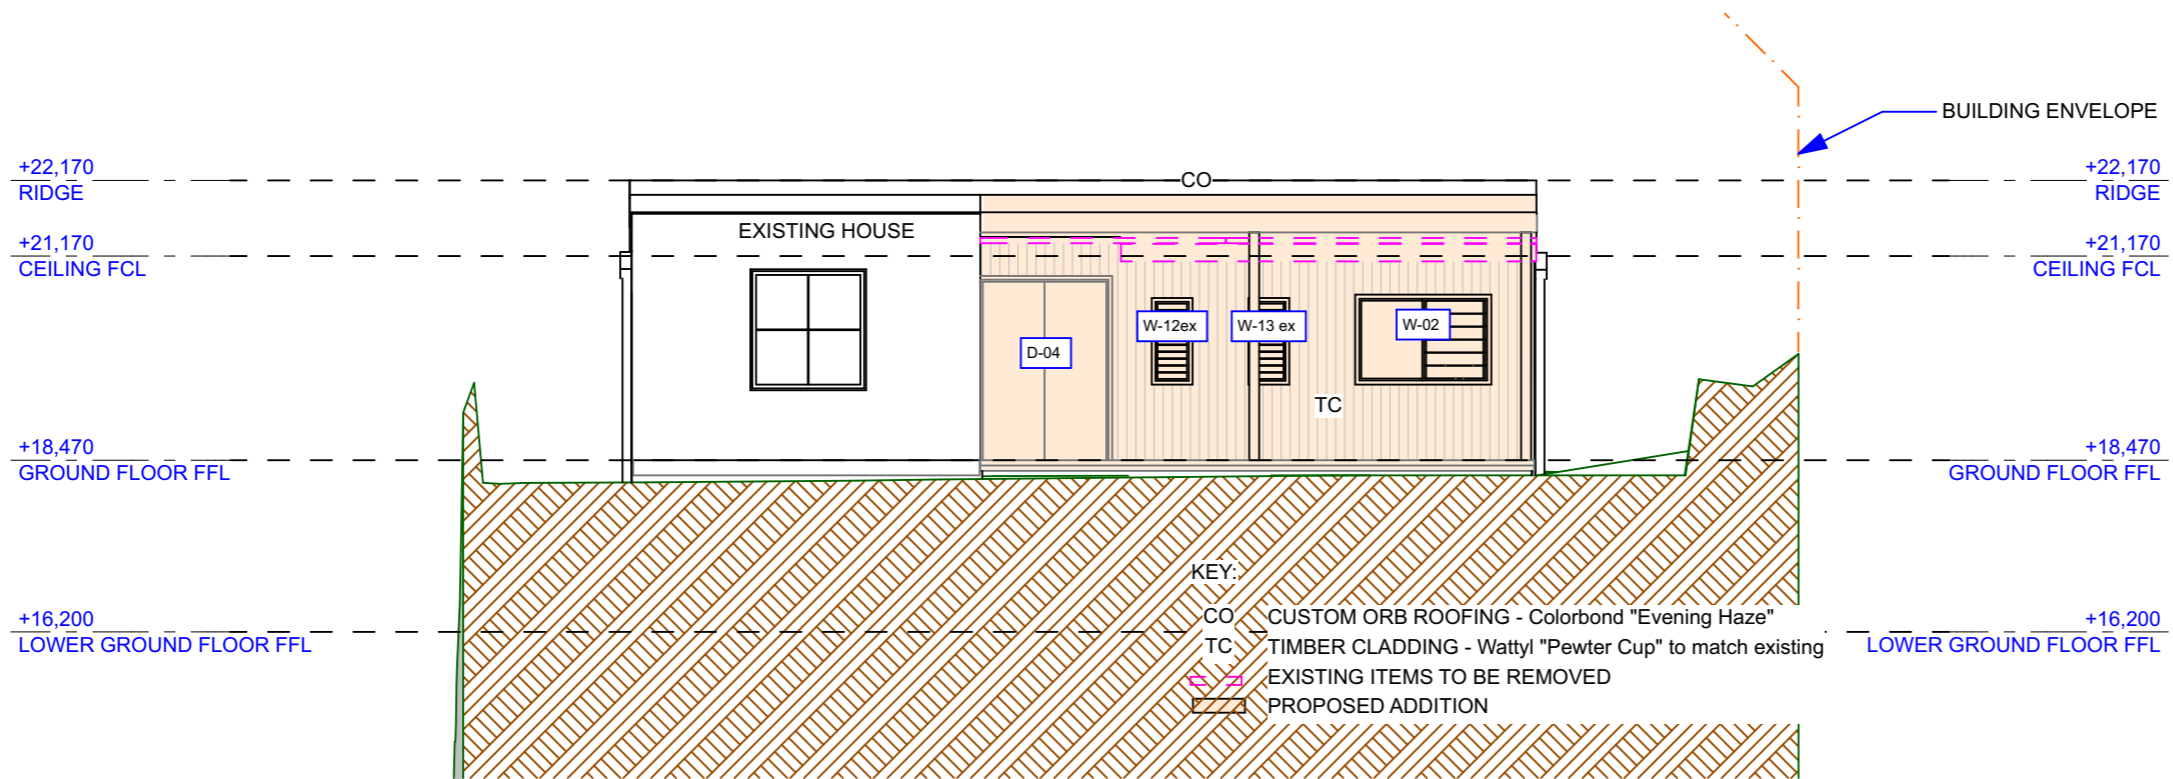 BUILDING ENVELOPE
+22,170
RIDGE
CO
+22,170
RIDGE
EXISTING HOUSE
+21,170
CEILING FCL
+21,170
CEILING FCL
W-12ex
W-13 ex
W-02
D-04
TC
+18,470
GROUND FLOOR FFL
+18,470
GROUND FLOOR FFL
KEY:
+16,200
LOWER GROUND FLOOR FFL
CO CUSTOM ORB ROOFING - Colorbond "Evening Haze"
TC TIMBER CLADDING - Wattyl "Pewter Cup" to match existing
EXISTING ITEMS TO BE REMOVED
PROPOSED ADDITION
+16,200
LOWER GROUND FLOOR FFL